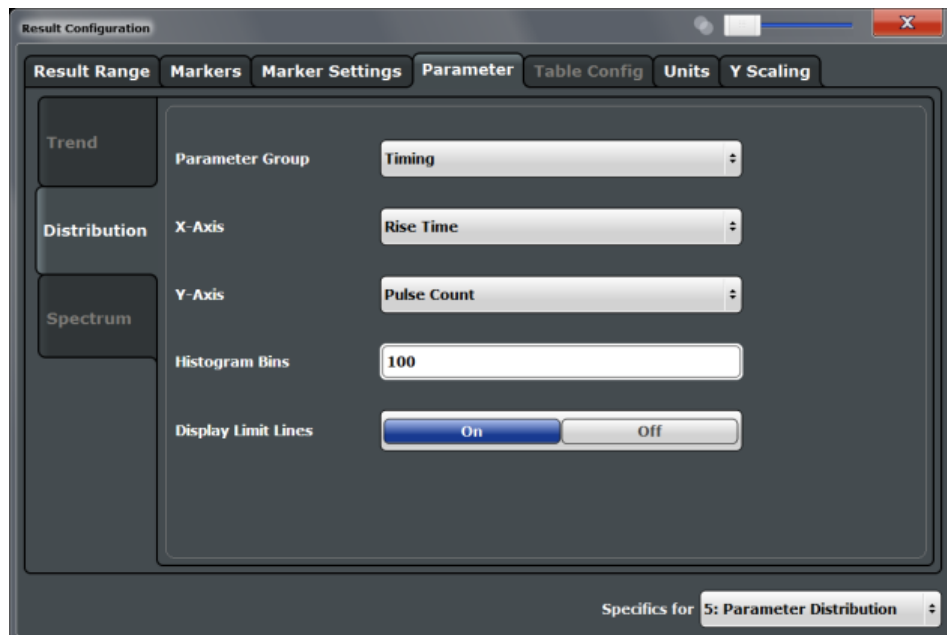 Result Configuration
X
Result Range Markers Marker Settings Parameter Table Config Units Y Scaling
Trend
Distribution
Spectrum
Parameter Group Timing
X-Axis Rise Time
Y-Axis Pulse Count
Histogram Bins 100
Display Limit Lines On Off
Specifics for 5: Parameter Distribution